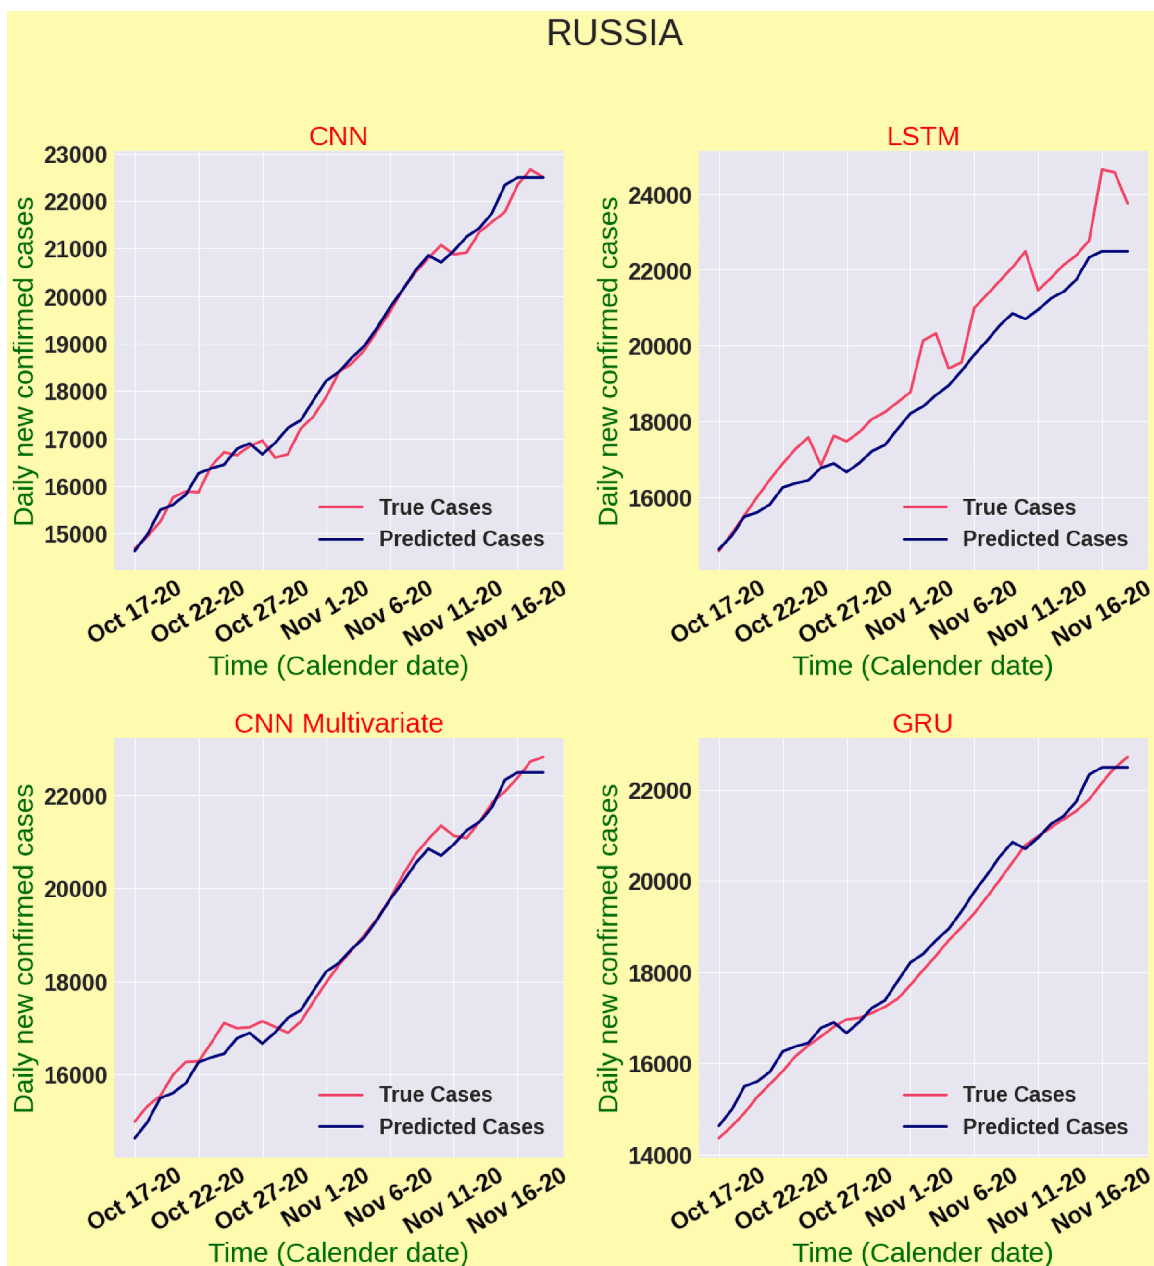 RUSSIA
CNN
Daily new confirmed cases
23000
22000
21000
20000
19000
18000
17000
16000
15000
True Cases
Predicted Cases
Oct 17-20
Oct 22-20
Oct 27-20
Nov 1-20
Nov 6-20
Nov 11-20
Nov 16-20
Time (Calender date)
LSTM
Daily new confirmed cases
24000
22000
20000
18000
16000
True Cases
Predicted Cases
Oct 17-20
Oct 22-20
Oct 27-20
Nov 1-20
Nov 6-20
Nov 11-20
Nov 16-20
Time (Calender date)
CNN Multivariate
Daily new confirmed cases
22000
20000
18000
16000
True Cases
Predicted Cases
Oct 17-20
Oct 22-20
Oct 27-20
Nov 1-20
Nov 6-20
Nov 11-20
Nov 16-20
Time (Calender date)
GRU
Daily new confirmed cases
22000
20000
18000
16000
14000
True Cases
Predicted Cases
Oct 17-20
Oct 22-20
Oct 27-20
Nov 1-20
Nov 6-20
Nov 11-20
Nov 16-20
Time (Calender date)